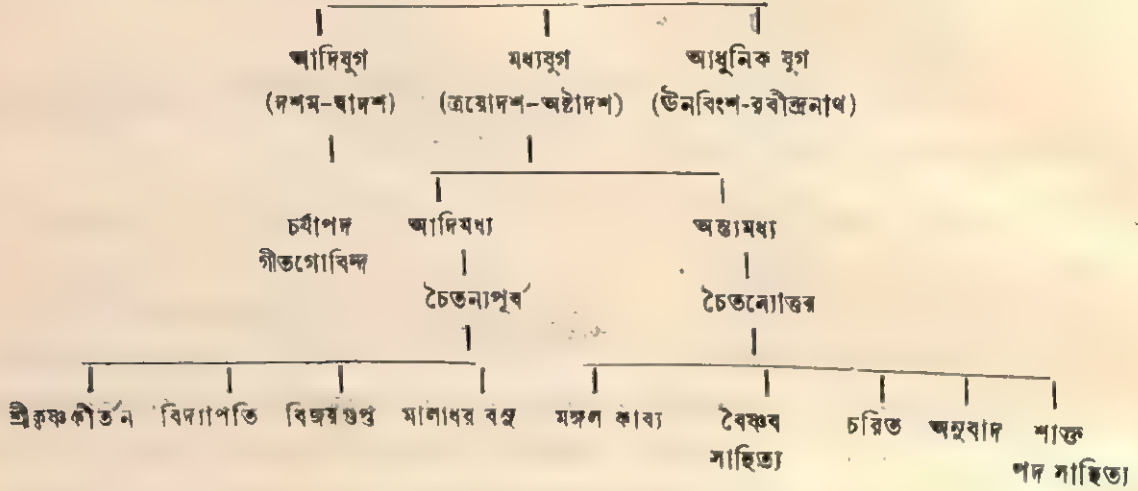 আদিযুগ মধ্যযুগ আধুনিক যুগ
(দশম-দ্বাদশ) (ত্রয়োদশ-অষ্টাদশ) (ঊনবিংশ-রবীন্দ্রনাথ)
চর্যাপদ আদিমধ্য অন্ত্যমধ্য
গীতগোবিন্দ
চৈতন্যপূর্ব চৈতন্যোত্তর
শ্রীকৃষ্ণকীর্তন বিদ্যাপতি বিজয়গুপ্ত মালাধর বসু মঙ্গল কাব্য বৈষ্ণব চরিত অনুবাদ শাক্ত
সাহিত্য পদ সাহিত্য